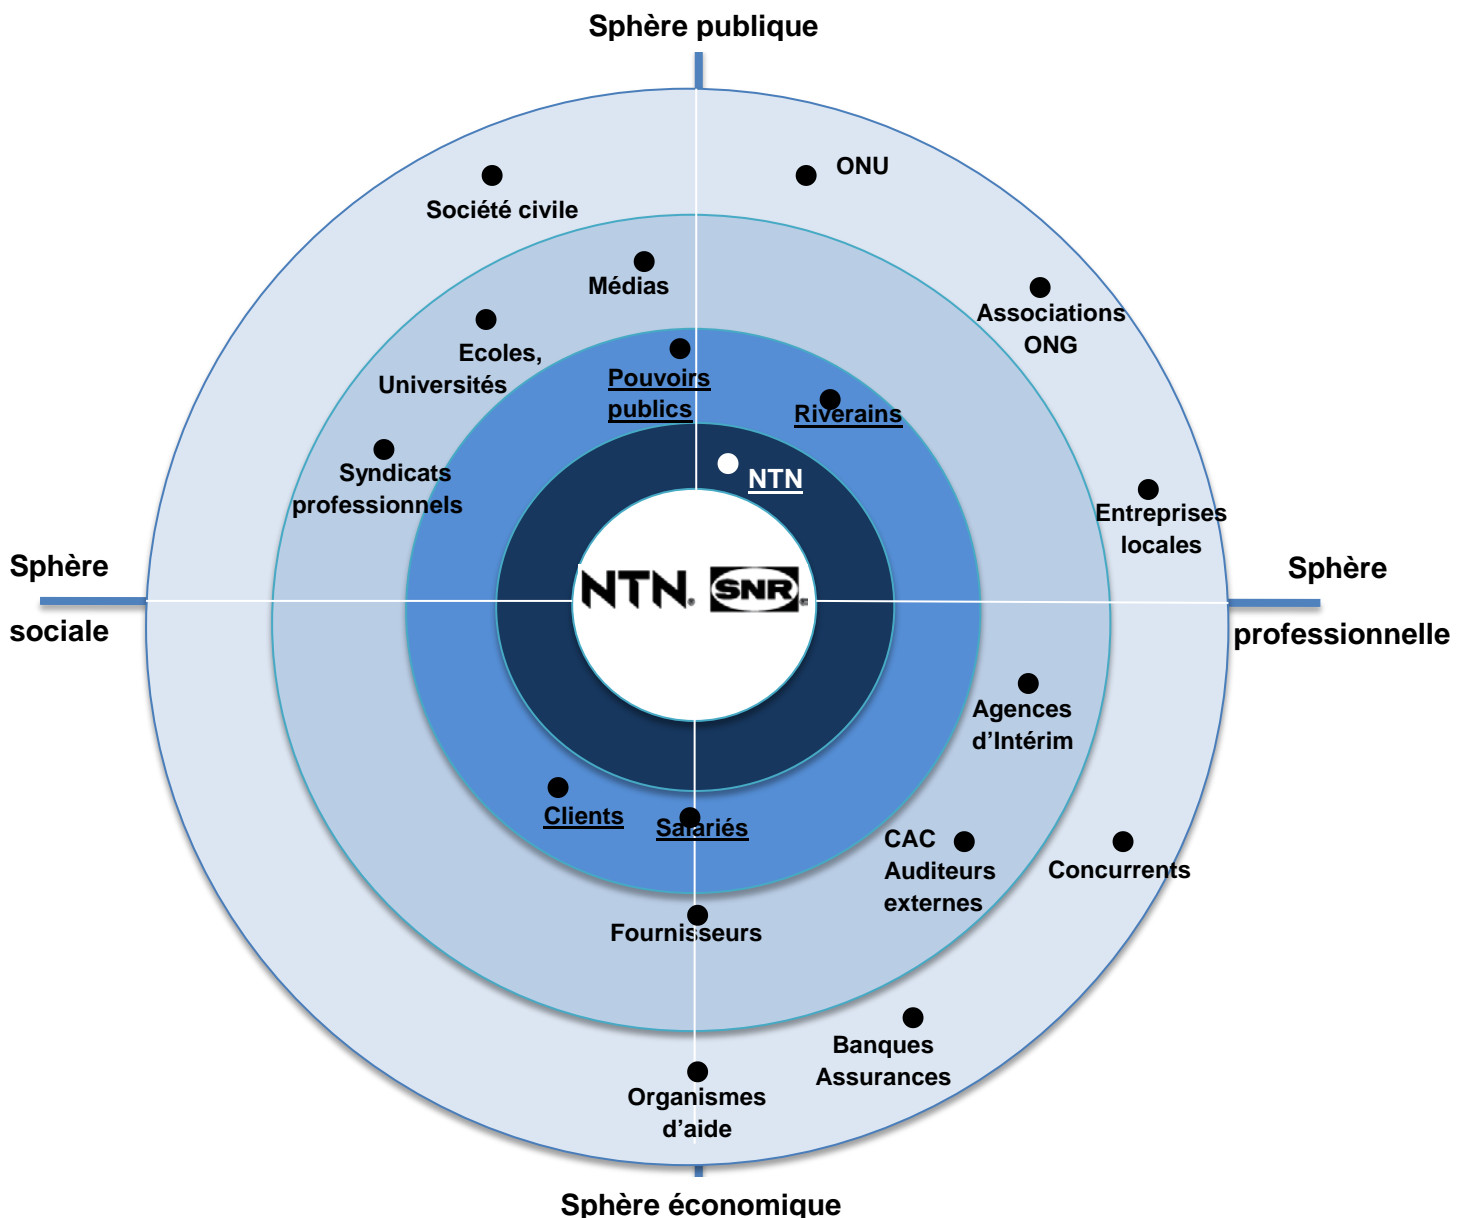 Sphère publique
ONU
Société civile
Médias
Associations
ONG
Ecoles,
Universités
Pouvoirs
publics
Riverains
Syndicats
professionnels
NTN
Entreprises
locales
Sphère
sociale
NTN® SNR®
Sphère
professionnelle
Agences
d’Intérim
Clients
Salariés
CAC
Auditeurs
externes
Concurrents
Fournisseurs
Banques
Assurances
Organismes
d’aide
Sphère économique